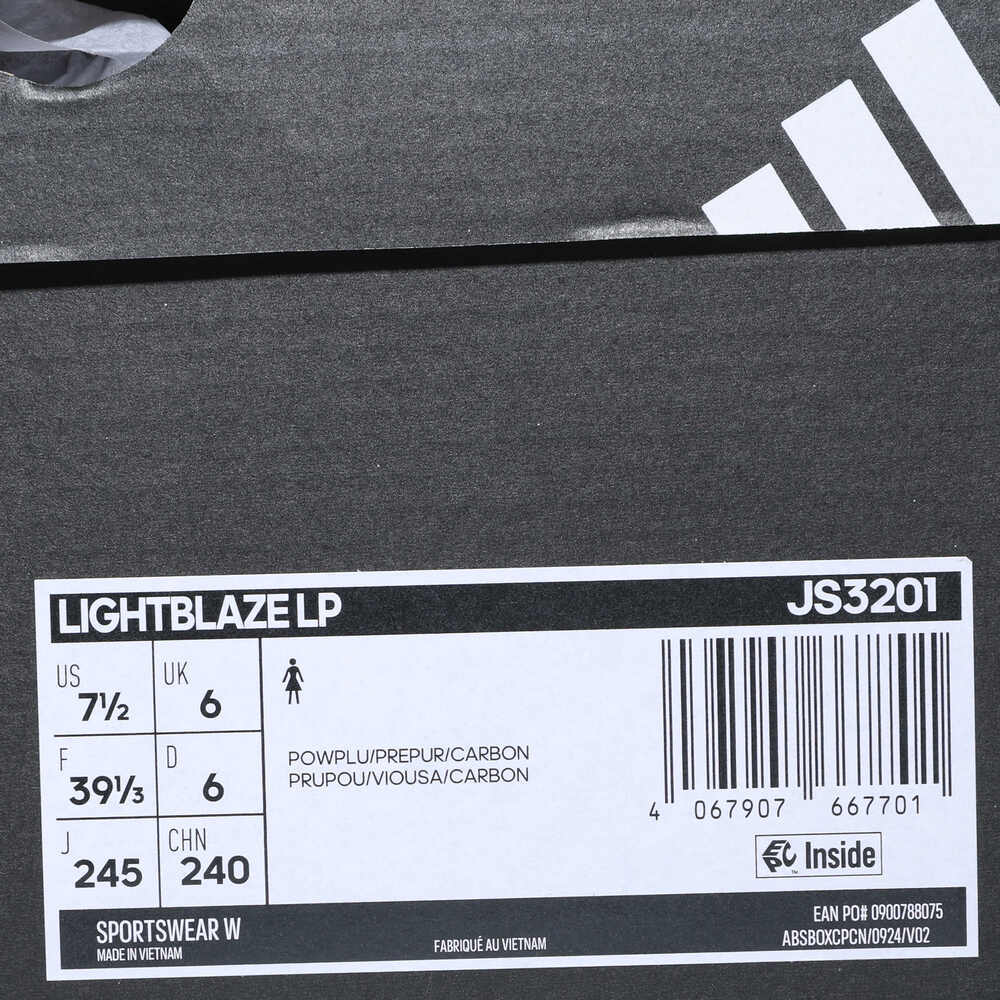 LIGHTBLAZE LP JS3201
US 7½ UK 6
F 39⅓ D 6
J 245 CHN 240
POWPLU/PREPUR/CARBON
PRUPOU/VIOUSA/CARBON
4 067907 667701
EPC Inside
SPORTSWEAR W
MADE IN VIETNAM
FABRIQUÉ AU VIETNAM
EAN PO# 0900788075
ABSBOXCPCN/0924/V02